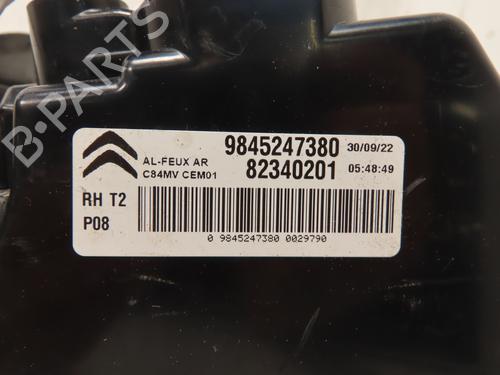 B-PARTS
AL-FEUX AR
C84MV CEM01
9845247380 30/09/22
82340201 05:48:49
RH T2
P08
0 9845247380 0029790